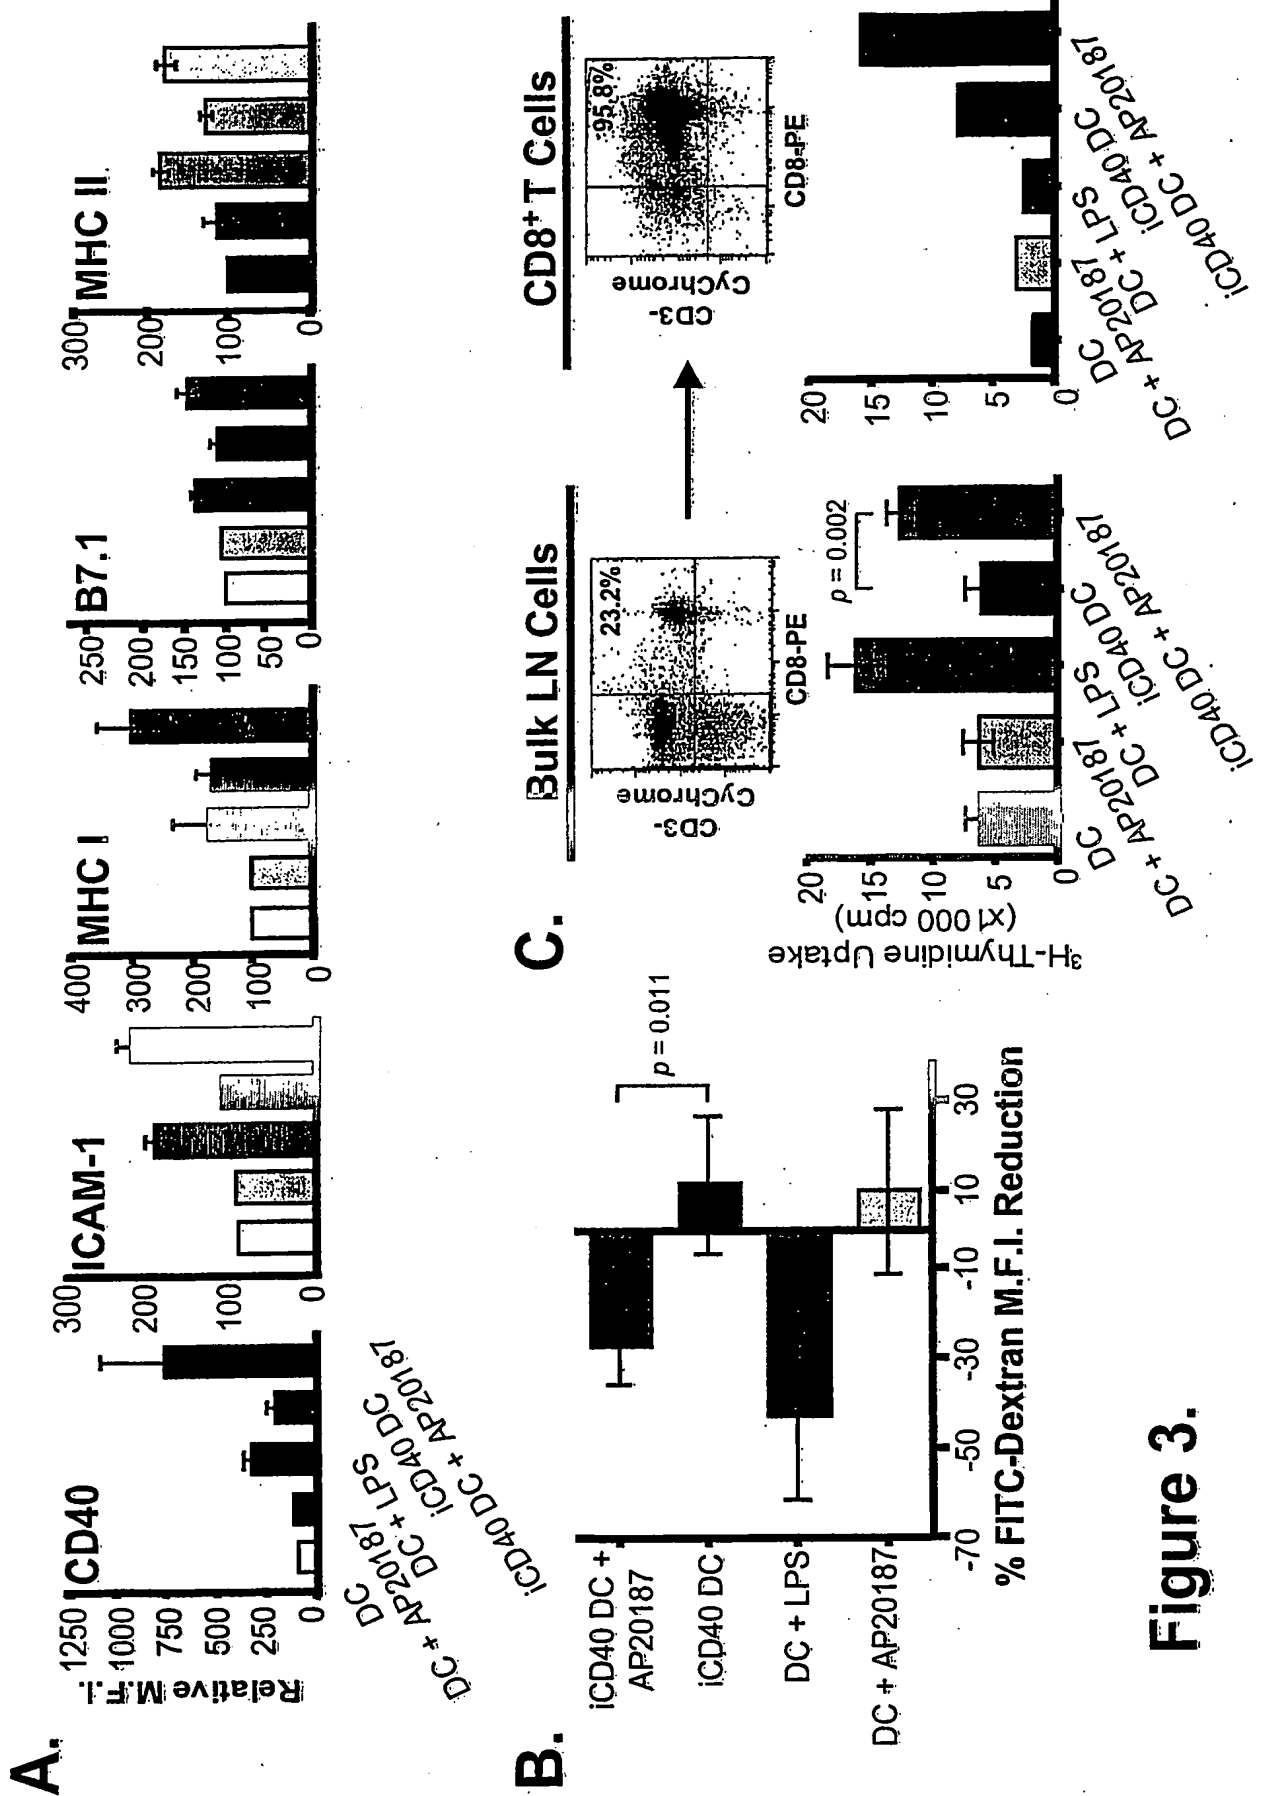 A.
CD40
ICAM-1
MHC I
B7.1
MHC II
Relative M.F.I.
1250
1000
750
500
250
0
300
200
100
0
400
300
200
100
0
250
200
150
100
50
0
300
200
100
0
DC
DC + AP20187
DC + LPS
iCD40 DC
iCD40 DC + AP20187
B.
iCD40 DC +
AP20187
iCD40 DC
DC + LPS
DC + AP20187
p = 0.011
-70
-50
-30
-10
10
30
% FITC-Dextran M.F.I. Reduction
C.
Bulk LN Cells
CD8+ T Cells
23.2%
95.8%
CD3-
CyChrome
CD8-PE
CD3-
CyChrome
CD8-PE
³H-Thymidine Uptake
(x1000 cpm)
20
15
10
5
0
p = 0.002
DC
DC + AP20187
DC + LPS
iCD40 DC
iCD40 DC + AP20187
20
15
10
5
0
DC
DC + AP20187
DC + LPS
iCD40 DC
iCD40 DC + AP20187
Figure 3.